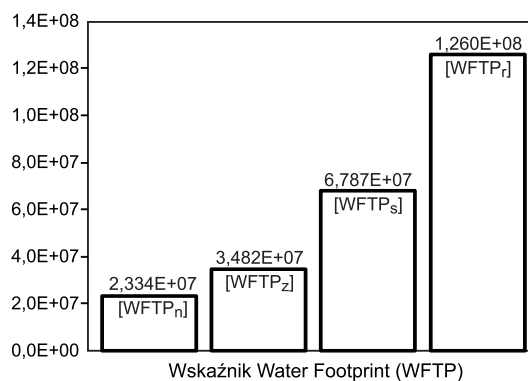 1,4E+08
1,2E+08
1,0E+08
8,0E+07
6,0E+07
4,0E+07
2,0E+07
0,0E+00
2,334E+07
[WFTPn]
3,482E+07
[WFTPz]
6,787E+07
[WFTPs]
1,260E+08
[WFTPr]
Wskaźnik Water Footprint (WFTP)